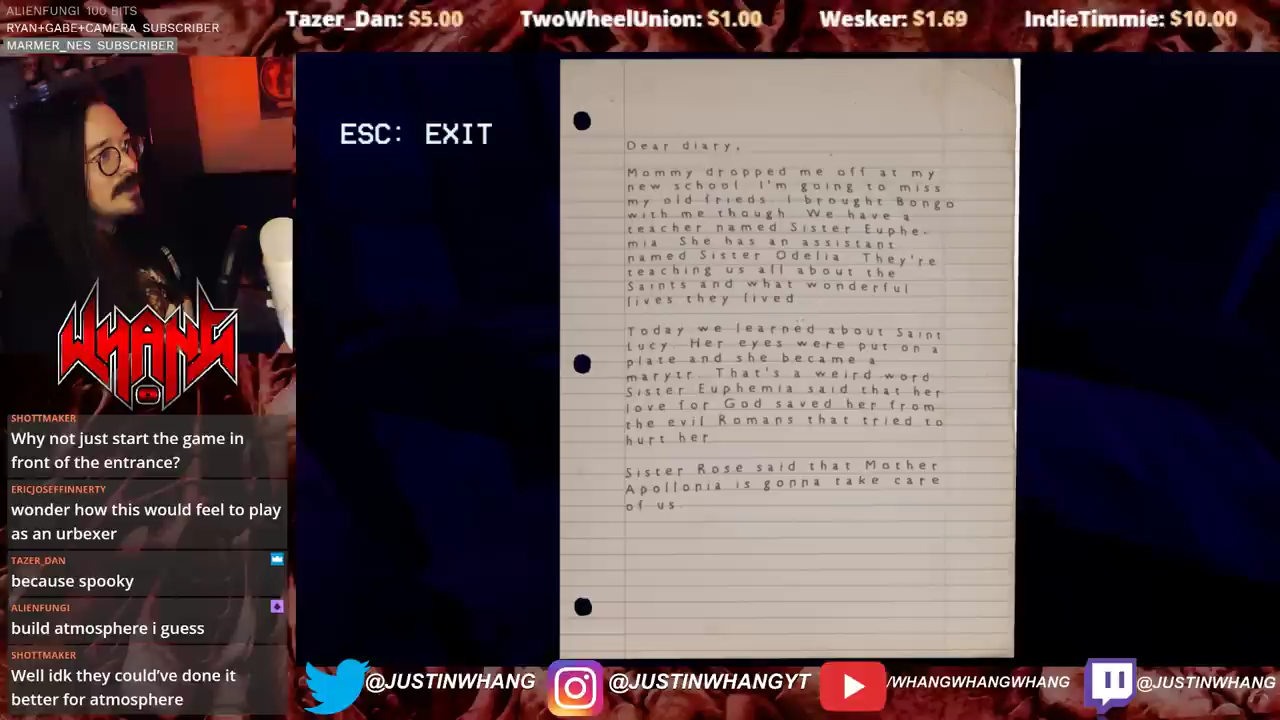 ALIENFUNGI 100 BITS
RYAN+GABE+CAMERA SUBSCRIBER
MARMER_NES SUBSCRIBER
Tazer_Dan: $5.00 TwoWheelUnion: $1.00 Wesker: $1.69 IndieTimmie: $10.00
ESC: EXIT
Dear diary,
Mommy dropped me off at my
new school I'm going to miss
my old frieds. I brought Bongo
with me though We have a
teacher named Sister Euphe-
mia She has an assistant
named Sister Odelia They're
teaching us all about the
Saints and what wonderful
lives they lived
Today we learned about Saint
Lucy. Her eyes were put on a
plate and she became a
marytr. That's a weird word
Sister Euphemia said that her
love for God saved her from
the evil Romans that tried to
hurt her
Sister Rose said that Mother
Apollonia is gonna take care
of us.
WHANG
SHOTTMAKER
Why not just start the game in
front of the entrance?
ERICJOSEFFINNERTY
wonder how this would feel to play
as an urbexer
TAZER_DAN
because spooky
ALIENFUNGI
build atmosphere i guess
SHOTTMAKER
Well idk they could've done it
better for atmosphere
@JUSTINWHANG @JUSTINWHANGYT /WHANGWHANGWHANG @JUSTINWHANG